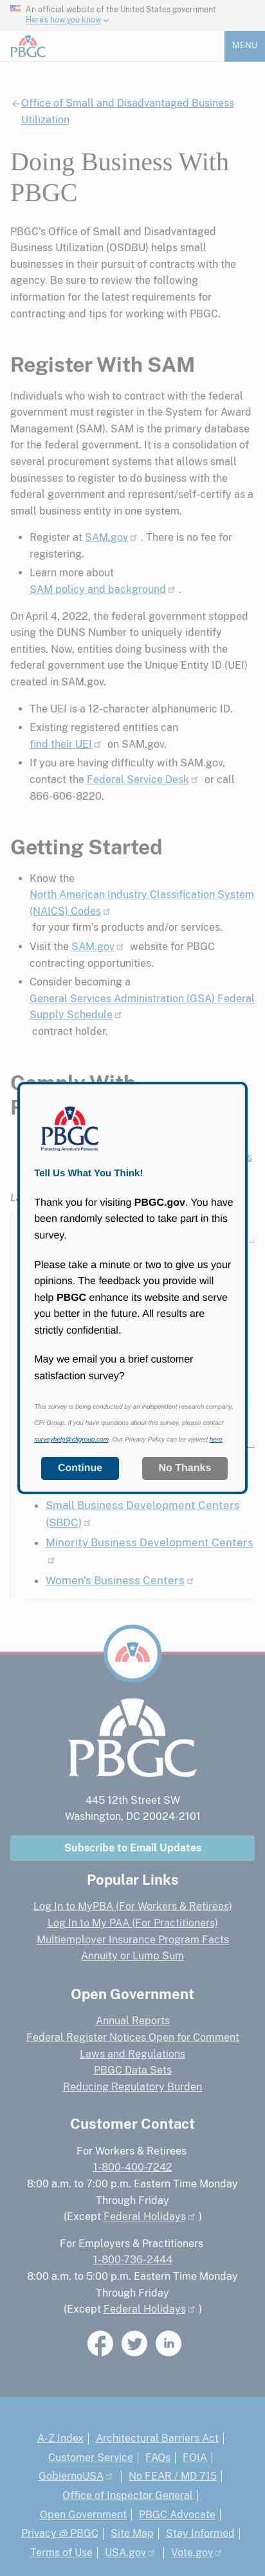 An official website of the United States government
Here's how you know
PBGC
MENU
Office of Small and Disadvantaged Business
Utilization
Doing Business With
PBGC
PBGC's Office of Small and Disadvantaged
Business Utilization (OSDBU) helps small
businesses in their pursuit of contracts with the
agency. Be sure to review the following
information for the latest requirements for
contracting and tips for working with PBGC.
Register With SAM
Individuals who wish to contract with the federal
government must register in the System for Award
Management (SAM). SAM is the primary database
for the federal government. It is a consolidation of
several procurement systems that allows small
businesses to register to do business with the
federal government and represent/self-certify as a
small business entity in one system.
• Register at SAM.gov . There is no fee for
registering.
• Learn more about
SAM policy and background .
On April 4, 2022, the federal government stopped
using the DUNS Number to uniquely identify
entities. Now, entities doing business with the
federal government use the Unique Entity ID (UEI)
created in SAM.gov.
• The UEI is a 12-character alphanumeric ID.
• Existing registered entities can
find their UEI on SAM.gov.
• If you are having difficulty with SAM.gov,
contact the Federal Service Desk or call
866-606-8220.
Getting Started
• Know the
North American Industry Classification System
(NAICS) Codes
for your firm's products and/or services.
• Visit the SAM.gov website for PBGC
contracting opportunities.
• Consider becoming a
General Services Administration (GSA) Federal
Supply Schedule
contract holder.
Comply With
PBGC
Protecting America's Pensions
Tell Us What You Think!
Thank you for visiting PBGC.gov. You have
been randomly selected to take part in this
survey.
Please take a minute or two to give us your
opinions. The feedback you provide will
help PBGC enhance its website and serve
you better in the future. All results are
strictly confidential.
May we email you a brief customer
satisfaction survey?
This survey is being conducted by an independent research company,
CFI Group. If you have questions about this survey, please contact
surveyhelp@cfigroup.com. Our Privacy Policy can be viewed here.
Continue
No Thanks
• Small Business Development Centers
(SBDC)
• Minority Business Development Centers
• Women's Business Centers
PBGC
445 12th Street SW
Washington, DC 20024-2101
Subscribe to Email Updates
Popular Links
Log In to MyPBA (For Workers & Retirees)
Log In to My PAA (For Practitioners)
Multiemployer Insurance Program Facts
Annuity or Lump Sum
Open Government
Annual Reports
Federal Register Notices Open for Comment
Laws and Regulations
PBGC Data Sets
Reducing Regulatory Burden
Customer Contact
For Workers & Retirees
1-800-400-7242
8:00 a.m. to 7:00 p.m. Eastern Time Monday
Through Friday
(Except Federal Holidays )
For Employers & Practitioners
1-800-736-2444
8:00 a.m. to 5:00 p.m. Eastern Time Monday
Through Friday
(Except Federal Holidays )
A-Z Index | Architectural Barriers Act |
Customer Service | FAQs | FOIA |
GobiernoUSA | No FEAR / MD 715 |
Office of Inspector General |
Open Government | PBGC Advocate |
Privacy @ PBGC | Site Map | Stay Informed |
Terms of Use | USA.gov | Vote.gov